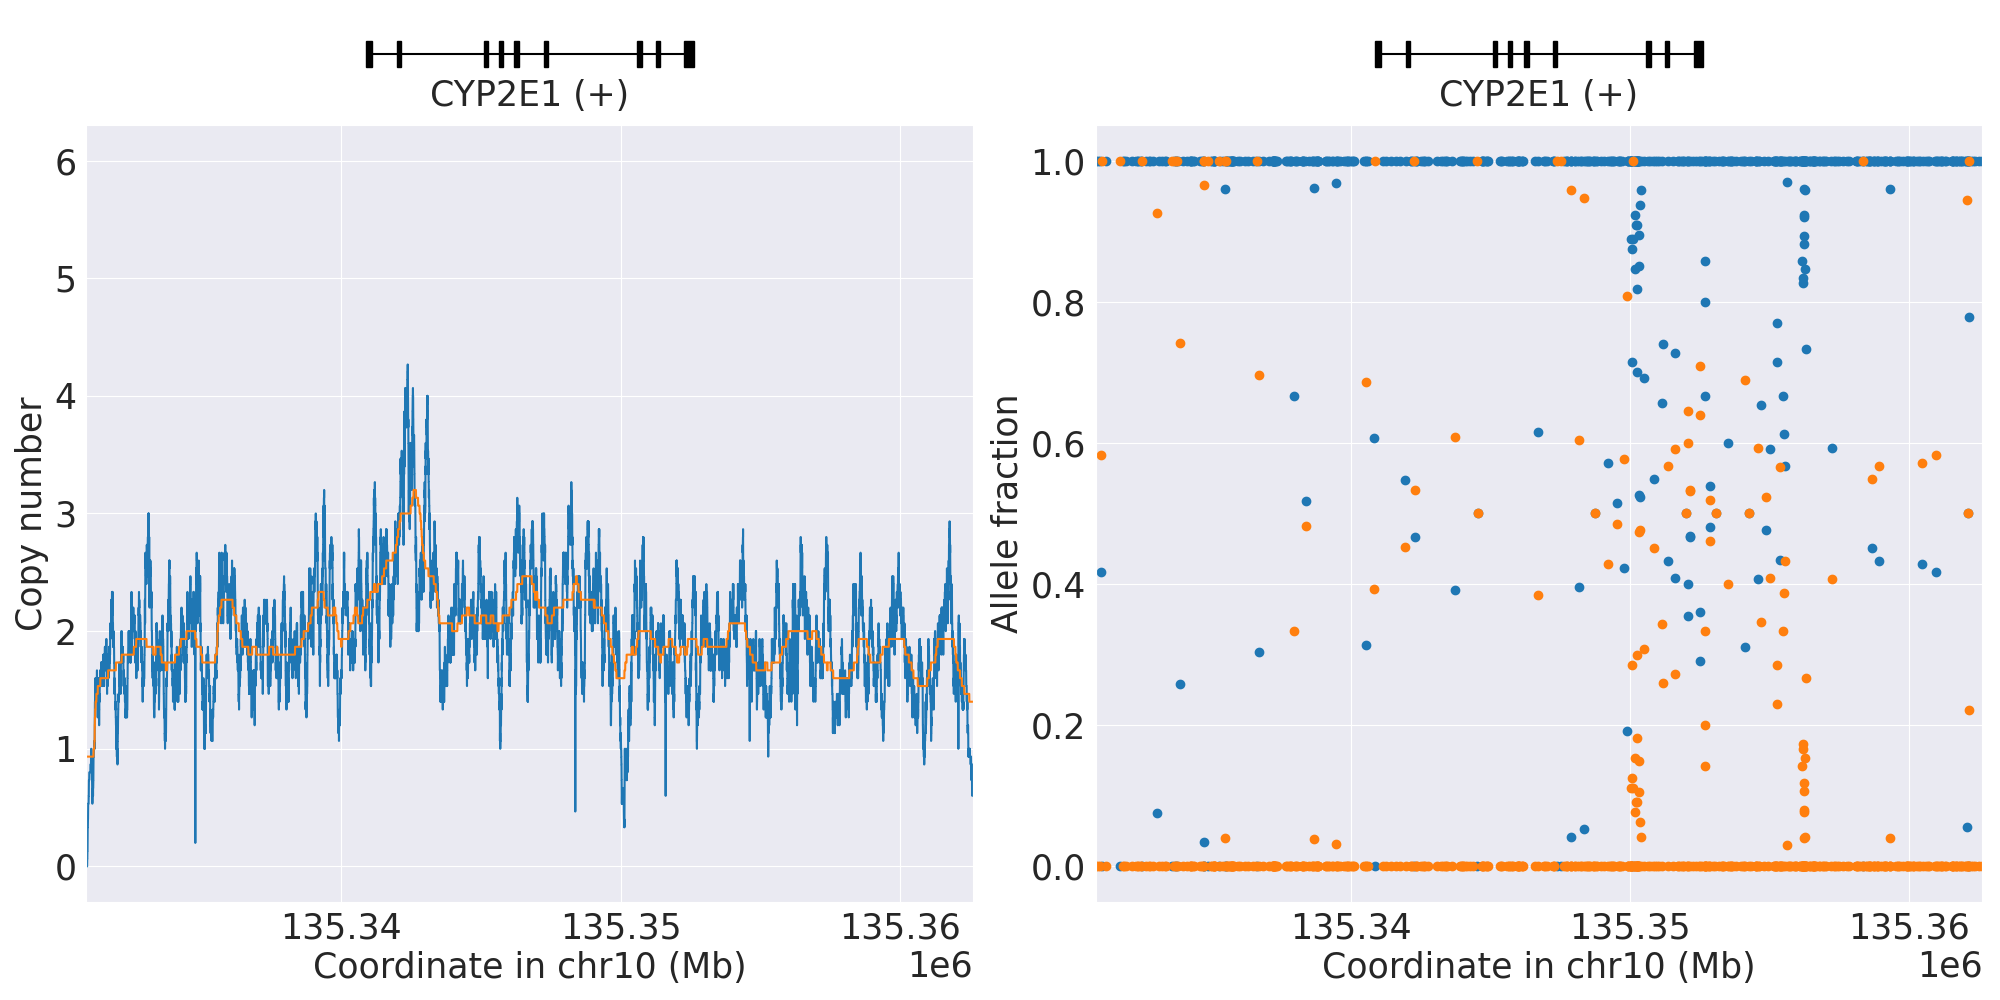 CYP2E1 (+)
6
5
4
3
2
1
0
Copy number
135.34 135.35 135.36
Coordinate in chr10 (Mb)
1e6
CYP2E1 (+)
1.0
0.8
0.6
0.4
0.2
0.0
Allele fraction
135.34 135.35 135.36
Coordinate in chr10 (Mb)
1e6